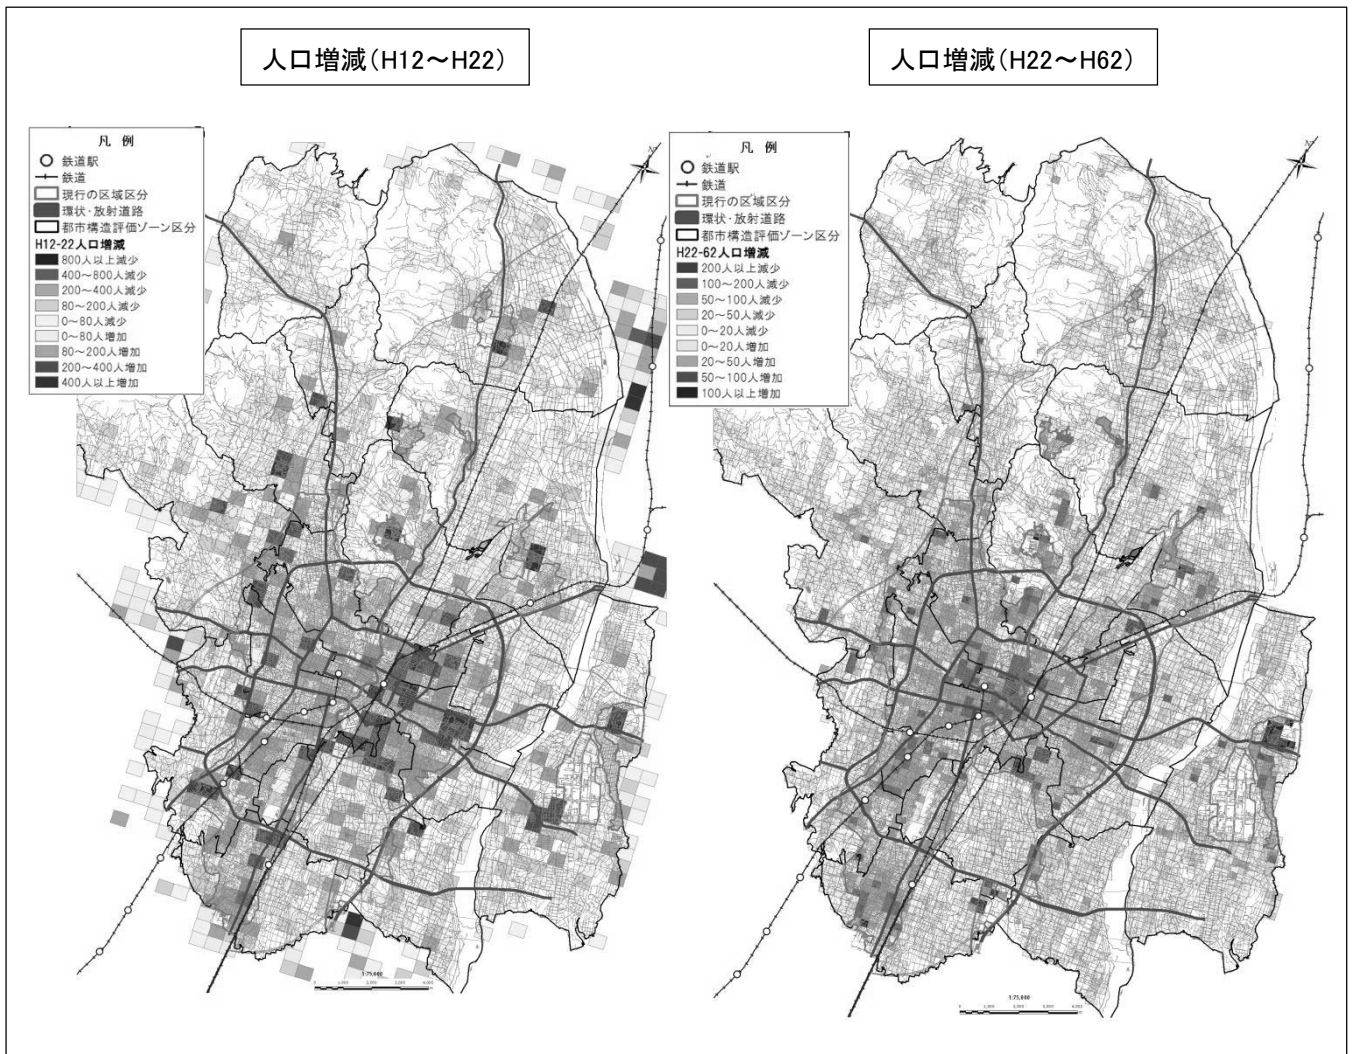 人口増減(H12～H22)
凡 例
鉄道駅
鉄道
現行の区域区分
環状・放射道路
都市構造評価ゾーン区分
H12-22人口増減
800人以上減少
400～800人減少
200～400人減少
80～200人減少
0～80人減少
0～80人増加
80～200人増加
200～400人増加
400人以上増加
1:75,000
人口増減(H22～H62)
凡 例
鉄道駅
鉄道
現行の区域区分
環状・放射道路
都市構造評価ゾーン区分
H22-62人口増減
200人以上減少
100～200人減少
50～100人減少
20～50人減少
0～20人減少
0～20人増加
20～50人増加
50～100人増加
100人以上増加
1:75,000